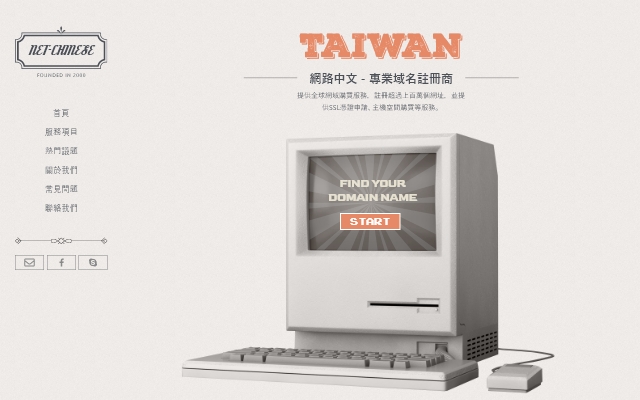 NET-CHINESE
FOUNDED IN 2000
首頁
服務項目
熱門話題
關於我們
常見問題
聯絡我們
TAIWAN
網路中文 - 專業域名註冊商
提供全球網域購買服務，註冊超過上百萬個網址，並提
供SSL憑證申請、主機空間購買等服務。
FIND YOUR
DOMAIN NAME
START